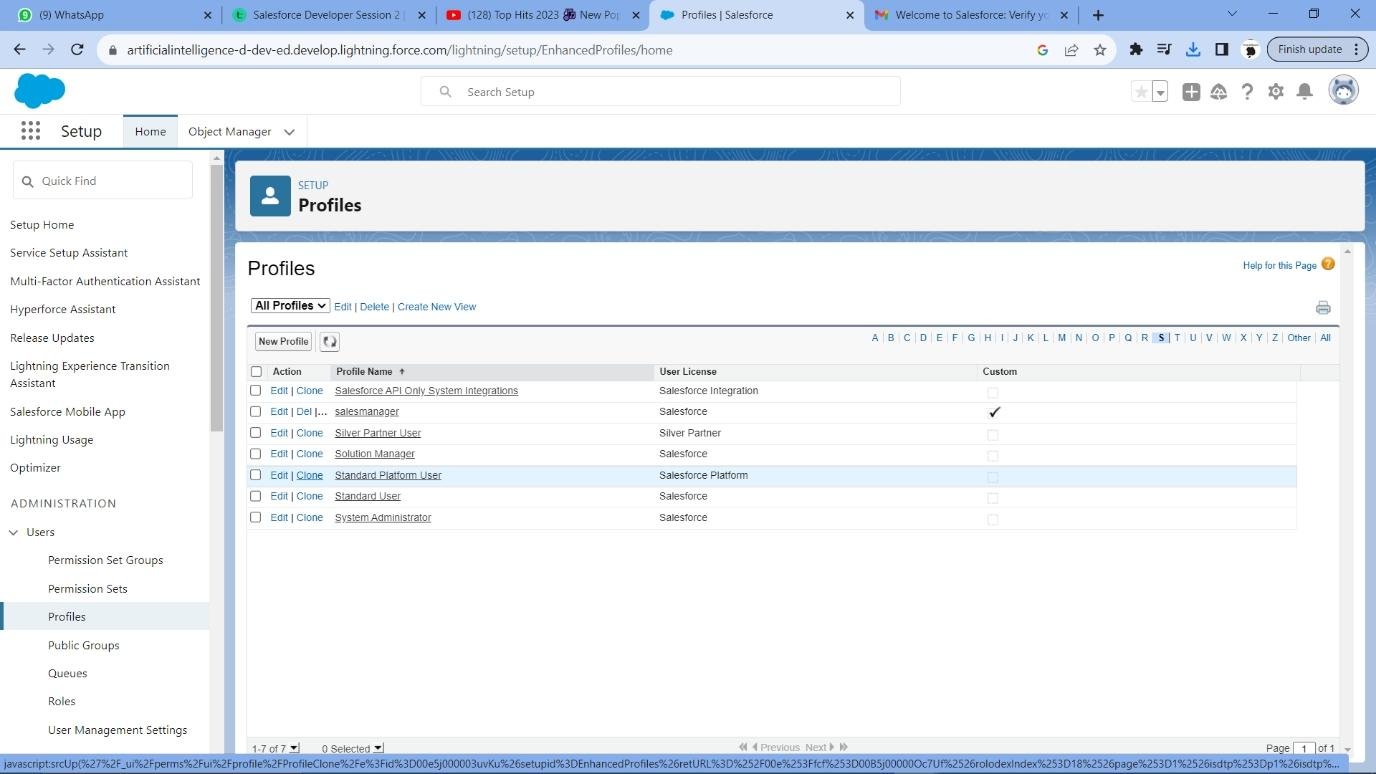 (9) WhatsApp
Salesforce Developer Session 2 |
(128) Top Hits 2023 New Pop
Profiles | Salesforce
Welcome to Salesforce: Verify yo
artificialintelligence-d-dev-ed.develop.lightning.force.com/lightning/setup/EnhancedProfiles/home
Finish update
Search Setup
Setup
Home
Object Manager
Quick Find
Setup Home
Service Setup Assistant
Multi-Factor Authentication Assistant
Hyperforce Assistant
Release Updates
Lightning Experience Transition
Assistant
Salesforce Mobile App
Lightning Usage
Optimizer
ADMINISTRATION
Users
Permission Set Groups
Permission Sets
Profiles
Public Groups
Queues
Roles
User Management Settings
SETUP
Profiles
Profiles
Help for this Page ?
All Profiles Edit | Delete | Create New View
New Profile
A | B | C | D | E | F | G | H | I | J | K | L | M | N | O | P | Q | R | S | T | U | V | W | X | Y | Z | Other | All
Action Profile Name User License Custom
Edit | Clone Salesforce API Only System Integrations Salesforce Integration
Edit | Del |... salesmanager Salesforce
Edit | Clone Silver Partner User Silver Partner
Edit | Clone Solution Manager Salesforce
Edit | Clone Standard Platform User Salesforce Platform
Edit | Clone Standard User Salesforce
Edit | Clone System Administrator Salesforce
1-7 of 7 0 Selected Previous Next Page 1 of 1
javascript:srcUp(%27%2F_ui%2Fperms%2Fui%2Fprofile%2FProfileClone%2Fe%3Fid%3D00e5j000003uvKu%26setupid%3DEnhancedProfiles%26retURL%3D%252F00e%253Ffcf%253D00B5j00000Oc7Uf%2526rolodexIndex%253D18%2526page%253D1%2526isdtp%253Dp1%26isdtp%...